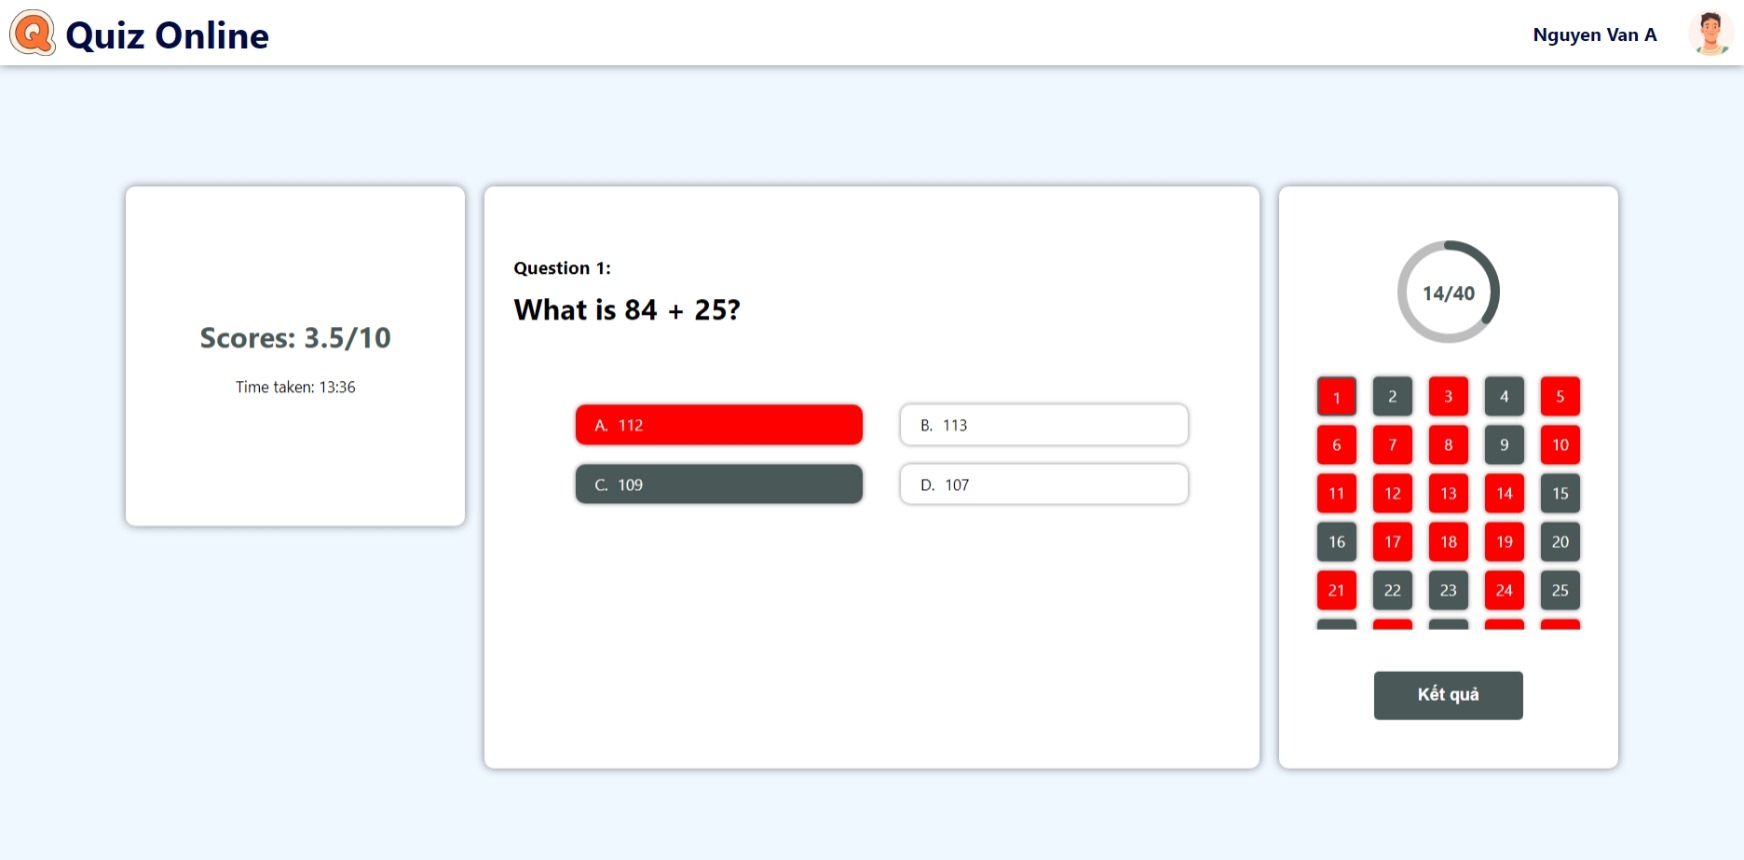 Quiz Online
Nguyen Van A
Scores: 3.5/10
Time taken: 13:36
Question 1:
What is 84 + 25?
A. 112
B. 113
C. 109
D. 107
14/40
1 2 3 4 5
6 7 8 9 10
11 12 13 14 15
16 17 18 19 20
21 22 23 24 25
Kết quả